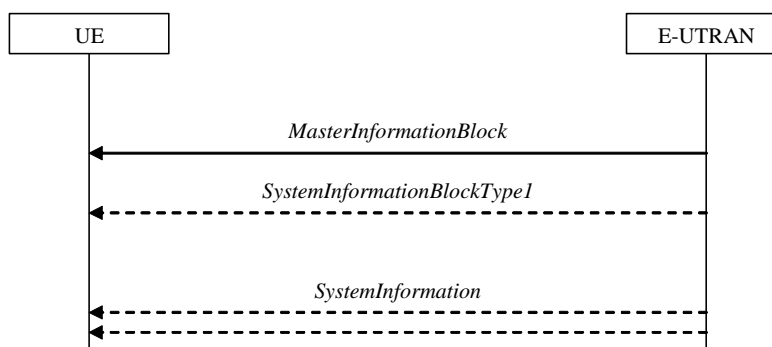 UE
E-UTRAN
MasterInformationBlock
SystemInformationBlockType1
SystemInformation